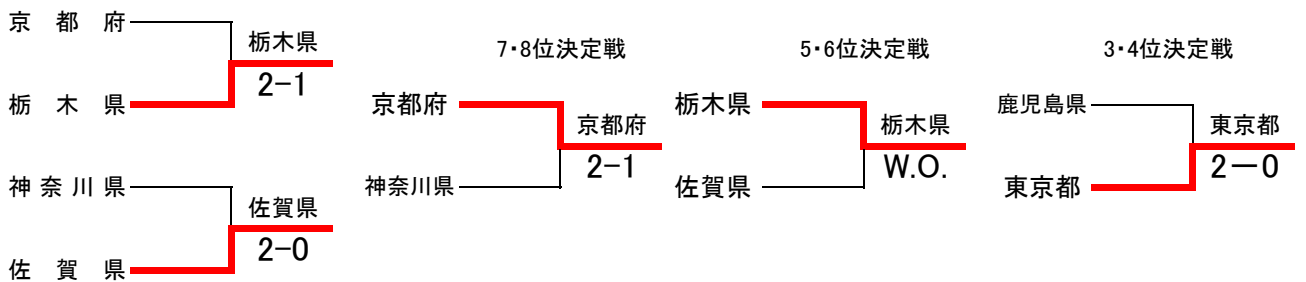 京都府
栃木県
2-1
栃木県
神奈川県
佐賀県
2-0
佐賀県
7・8位決定戦
京都府
京都府
2-1
神奈川県
5・6位決定戦
栃木県
栃木県
W.O.
佐賀県
3・4位決定戦
鹿児島県
東京都
2－0
東京都